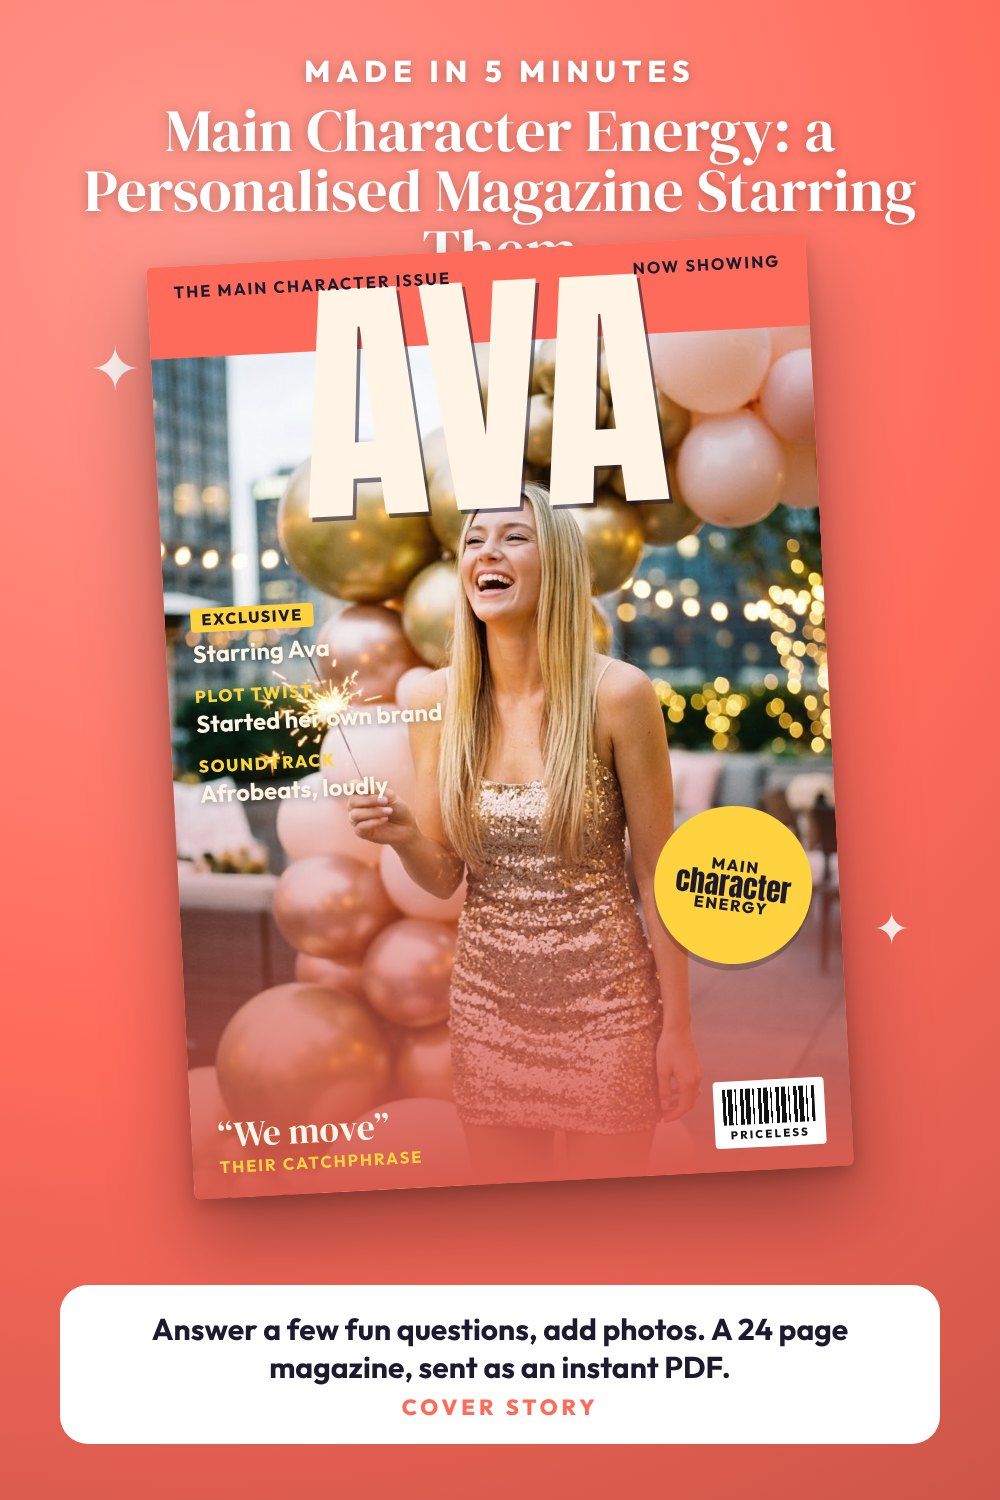 MADE IN 5 MINUTES
Main Character Energy: a
Personalised Magazine Starring
Them
THE MAIN CHARACTER ISSUE
NOW SHOWING
AVA
EXCLUSIVE
Starring Ava
PLOT TWIST
Started her own brand
SOUNDTRACK
Afrobeats, loudly
MAIN
character
ENERGY
“We move”
THEIR CATCHPHRASE
PRICELESS
Answer a few fun questions, add photos. A 24 page
magazine, sent as an instant PDF.
COVER STORY